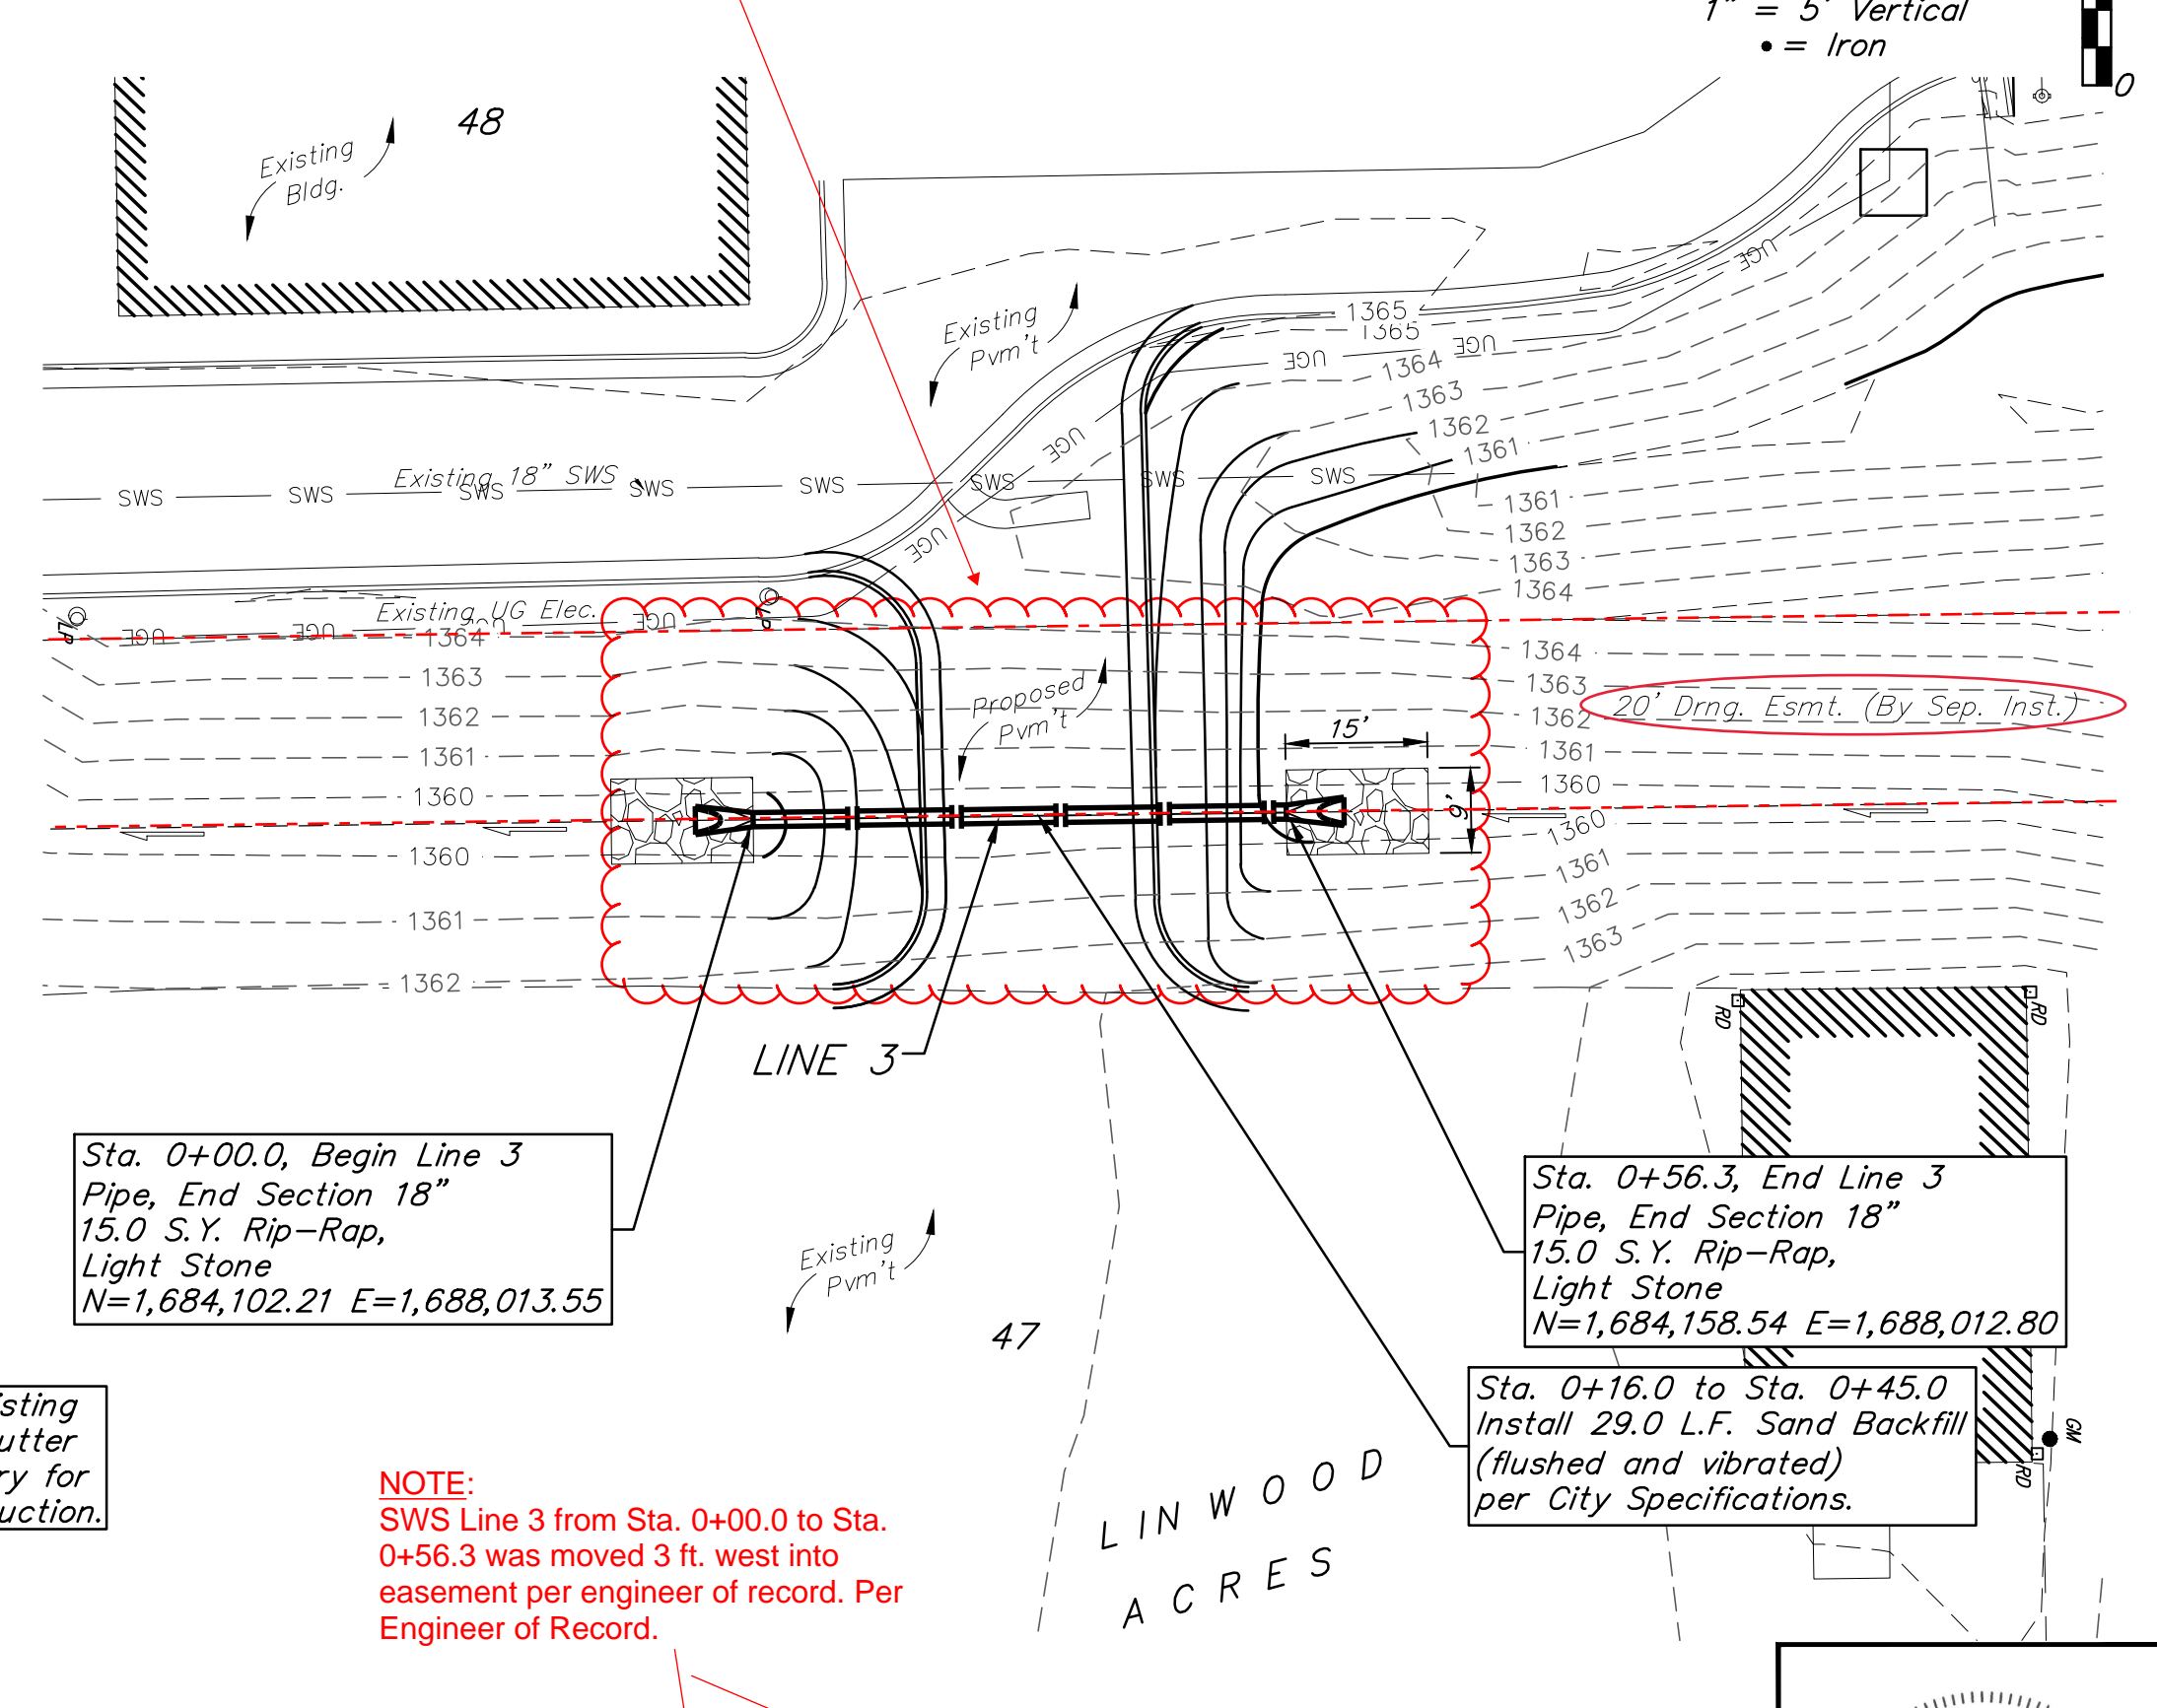 1" = 5' Vertical
• = Iron
0
48
Existing
Bldg.
Existing
Pvm't
UGE
1365
1365
UGE
UGE
1364
1363
1362
1361
UGE
Existing 18" SWS
SWS
SWS
SWS
SWS
SWS
SWS
SWS
SWS
1361
1362
1363
1364
UGE
Existing UG Elec.
LP
LP
UGE
UGE
UGE
1364
1363
1362
1361
1360
1360
1361
1362
Proposed
Pvm't
15'
9'
1364
1363
1362
1361
1360
1360
1361
1362
1363
20' Drng. Esmt. (By Sep. Inst.)
RD
RD
LINE 3
Sta. 0+00.0, Begin Line 3
Pipe, End Section 18"
15.0 S.Y. Rip-Rap,
Light Stone
N=1,684,102.21 E=1,688,013.55
Sta. 0+56.3, End Line 3
Pipe, End Section 18"
15.0 S.Y. Rip-Rap,
Light Stone
N=1,684,158.54 E=1,688,012.80
Existing
Pvm't
47
Sta. 0+16.0 to Sta. 0+45.0
Install 29.0 L.F. Sand Backfill
(flushed and vibrated)
per City Specifications.
GM
RD
isting
utter
ry for
uction.
NOTE:
SWS Line 3 from Sta. 0+00.0 to Sta.
0+56.3 was moved 3 ft. west into
easement per engineer of record. Per
Engineer of Record.
LINWOOD
ACRES